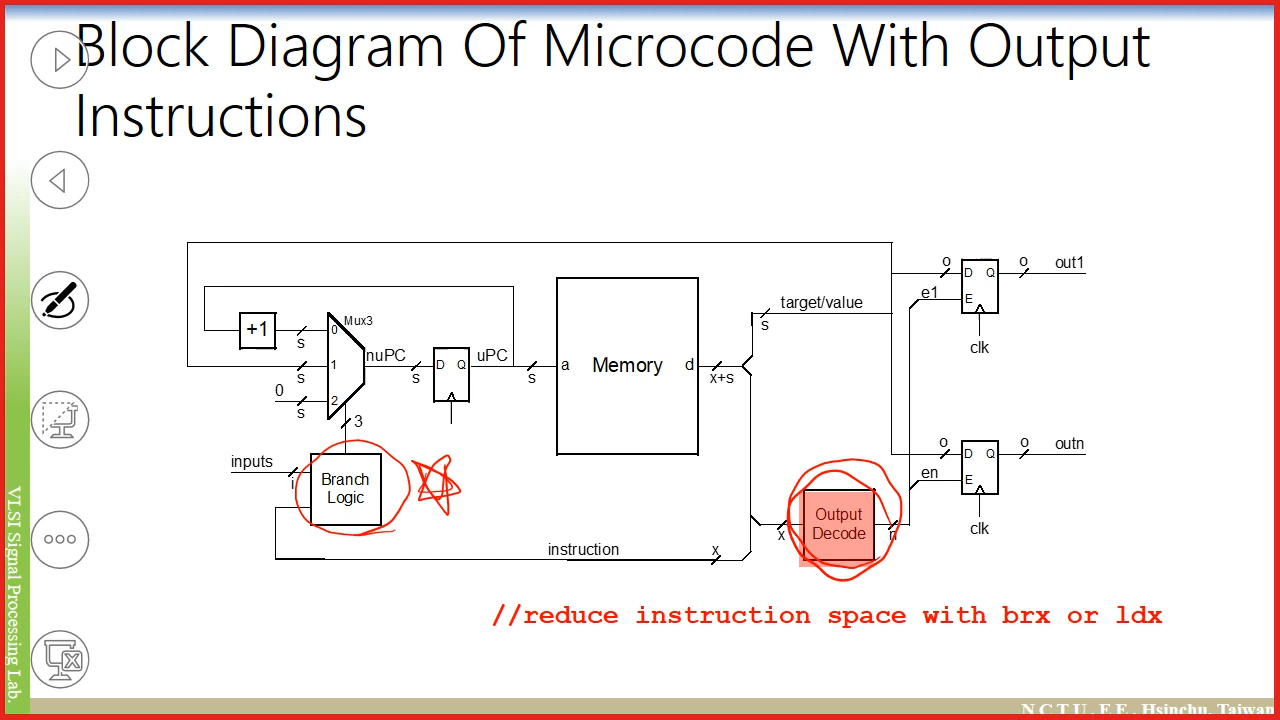 Block Diagram Of Microcode With Output
Instructions
o
D
Q
o
out1
e1
E
clk
target/value
s
+1
s
0
Mux3
s
1
nuPC
s
D
Q
uPC
s
a
Memory
d
x+s
0
s
2
3
inputs
i
Branch
Logic
o
D
Q
o
outn
en
E
clk
x
Output
Decode
n
instruction
x
//reduce instruction space with brx or ldx
VLSI Signal Processing Lab.
N C T U . E E . Hsinchu, Taiwan